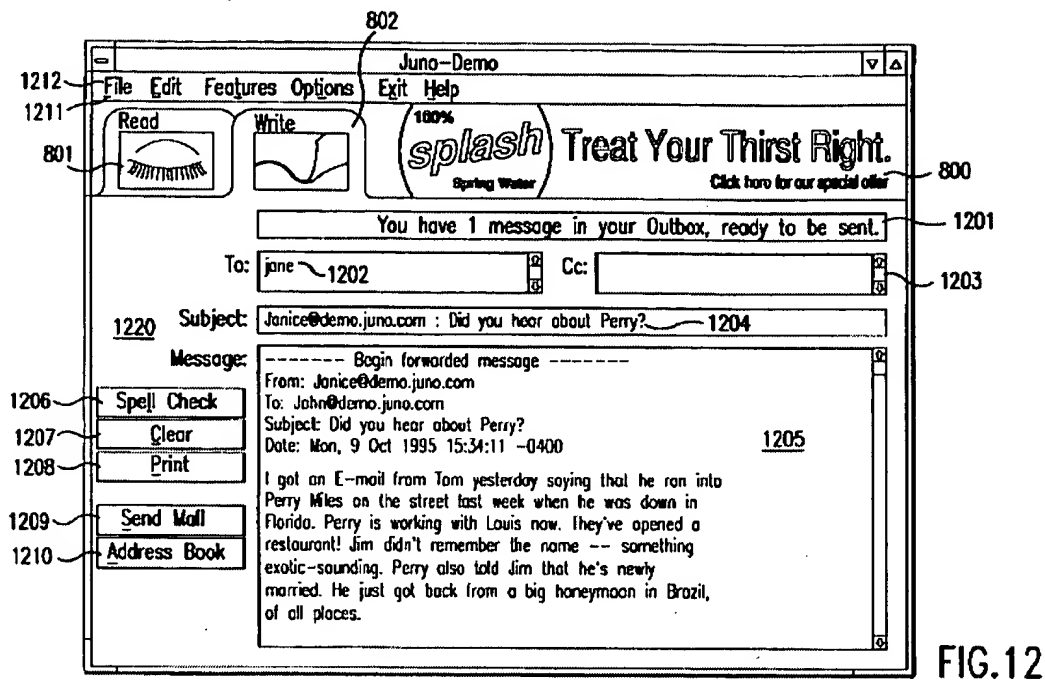 802
Juno-Demo
1212 File Edit Features Options Exit Help
1211
Read Write
801
100%
splash
Spring Water
Treat Your Thirst Right.
Click here for our special offer
800
You have 1 message in your Outbox, ready to be sent.
1201
To: jane 1202 Cc: 1203
1220 Subject: Janice@demo.juno.com : Did you hear about Perry? 1204
Message: ------- Begin forwarded message -------
From: Janice@demo.juno.com
To: John@demo.juno.com
Subject: Did you hear about Perry?
Date: Mon, 9 Oct 1995 15:34:11 -0400
1205
I got an E-mail from Tom yesterday saying that he ran into
Perry Miles on the street last week when he was down in
Florida. Perry is working with Louis now. They've opened a
restaurant! Jim didn't remember the name -- something
exotic-sounding. Perry also told Jim that he's newly
married. He just got back from a big honeymoon in Brazil,
of all places.
1206 Spell Check
1207 Clear
1208 Print
1209 Send Mail
1210 Address Book
FIG.12